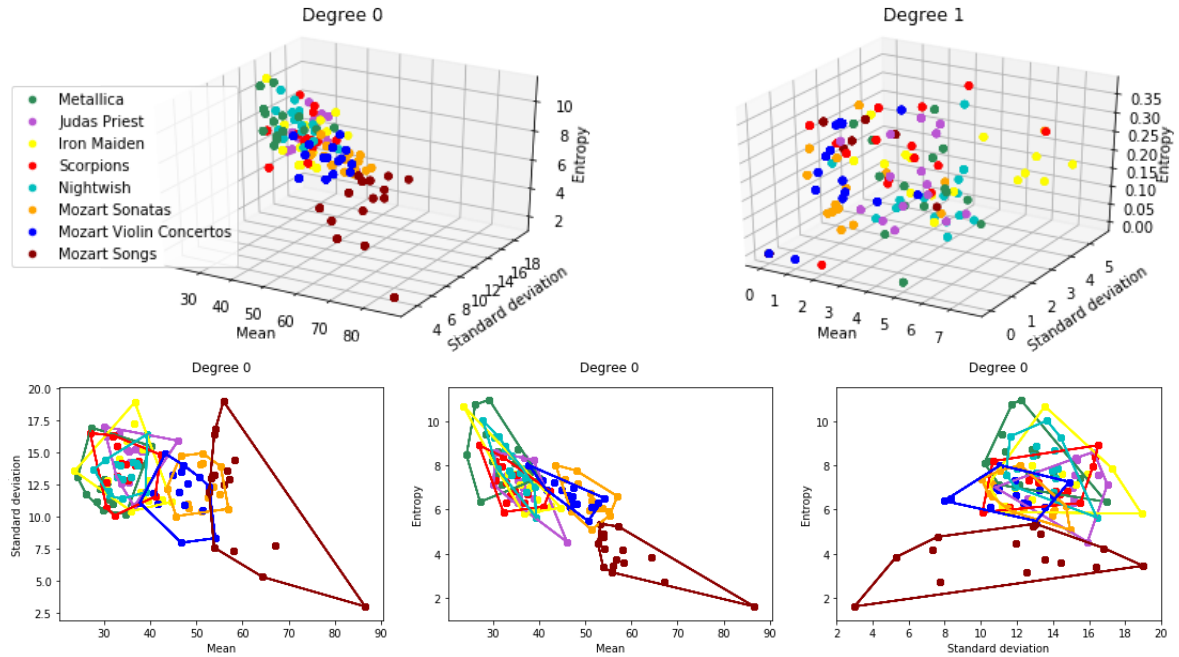 Degree 0
Degree 1
Metallica
Judas Priest
Iron Maiden
Scorpions
Nightwish
Mozart Sonatas
Mozart Violin Concertos
Mozart Songs
30 40 50 60 70 80
Mean
4 6 8 10 12 14 16 18
Standard deviation
2 4 6 8 10
Entropy
0 1 2 3 4 5 6 7
Mean
0 1 2 3 4 5
Standard deviation
0.00 0.05 0.10 0.15 0.20 0.25 0.30 0.35
Entropy
Degree 0
20.0
17.5
15.0
12.5
10.0
7.5
5.0
2.5
Standard deviation
30 40 50 60 70 80 90
Mean
Degree 0
10
8
6
4
2
Entropy
30 40 50 60 70 80 90
Mean
Degree 0
10
8
6
4
2
Entropy
2 4 6 8 10 12 14 16 18 20
Standard deviation